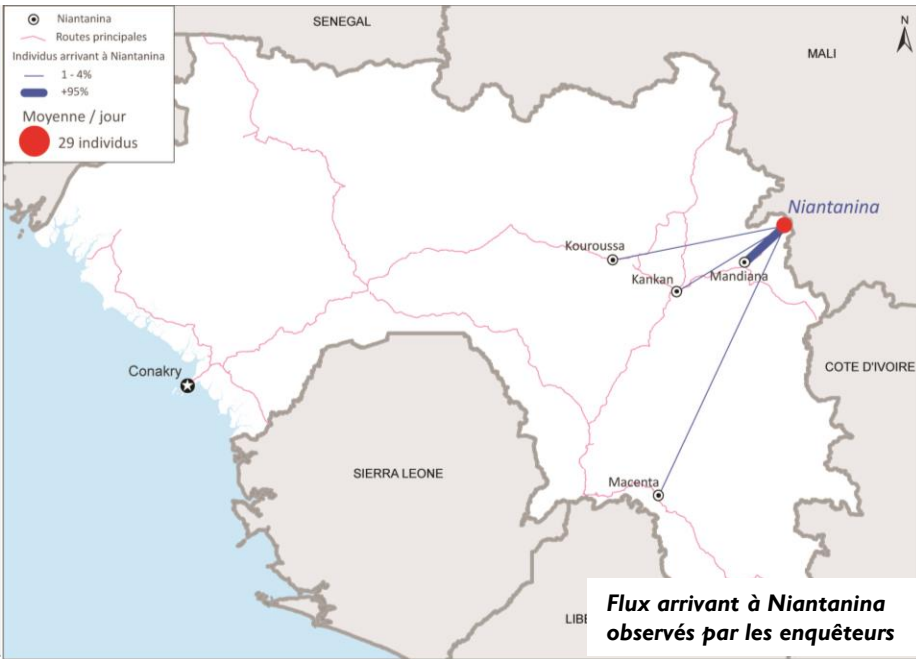 Niantanina
Routes principales
Individus arrivant à Niantanina
1 - 4%
+95%
Moyenne / jour
29 individus
SENEGAL
N
MALI
Niantanina
Kouroussa
Kankan
Mandiana
COTE D'IVOIRE
Conakry
SIERRA LEONE
Macenta
LIBE
Flux arrivant à Niantanina
observés par les enquêteurs